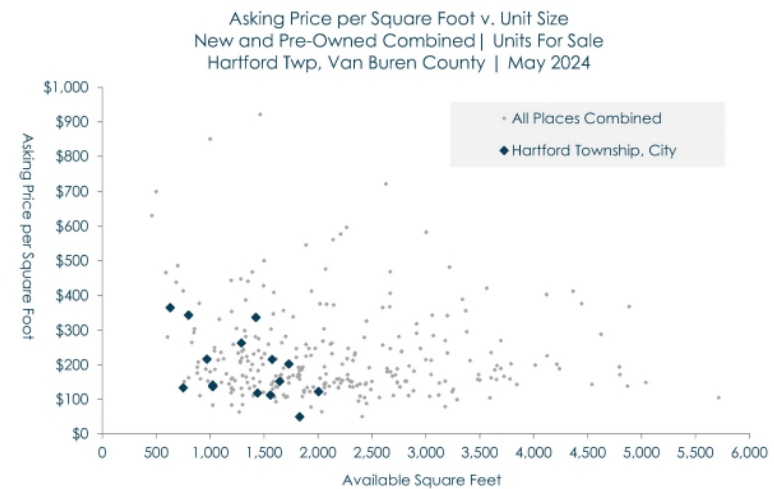 Asking Price per Square Foot v. Unit Size
New and Pre-Owned Combined| Units For Sale
Hartford Twp, Van Buren County | May 2024
$1,000
$900
$800
$700
$600
$500
$400
$300
$200
$100
$0
Asking Price per Square Foot
All Places Combined
Hartford Township, City
0 500 1,000 1,500 2,000 2,500 3,000 3,500 4,000 4,500 5,000 5,500 6,000
Available Square Feet